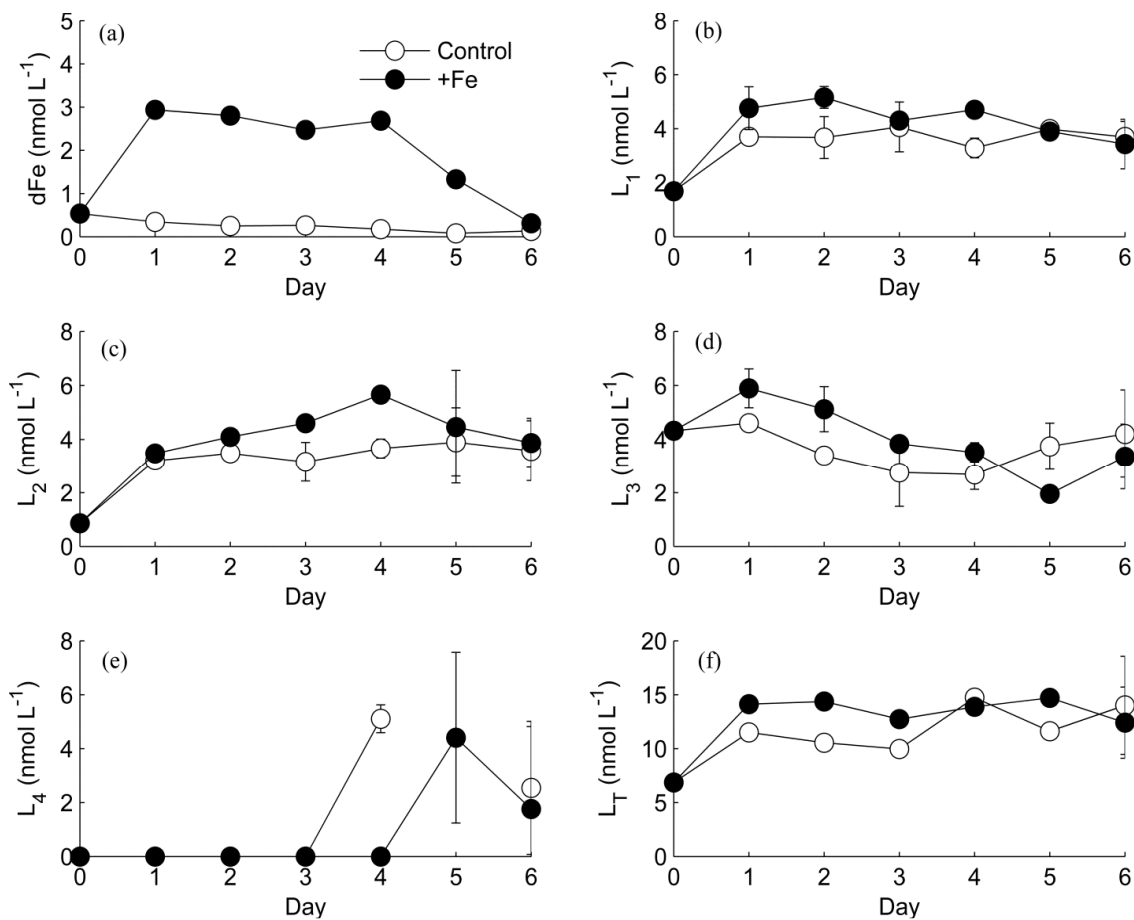 (a)
Control
+Fe
dFe (nmol L⁻¹)
5
4
3
2
1
0
0 1 2 3 4 5 6
Day
(b)
L₁ (nmol L⁻¹)
8
6
4
2
0
0 1 2 3 4 5 6
Day
(c)
L₂ (nmol L⁻¹)
8
6
4
2
0
0 1 2 3 4 5 6
Day
(d)
L₃ (nmol L⁻¹)
8
6
4
2
0
0 1 2 3 4 5 6
Day
(e)
L₄ (nmol L⁻¹)
8
6
4
2
0
0 1 2 3 4 5 6
Day
(f)
L_T (nmol L⁻¹)
20
15
10
5
0
0 1 2 3 4 5 6
Day